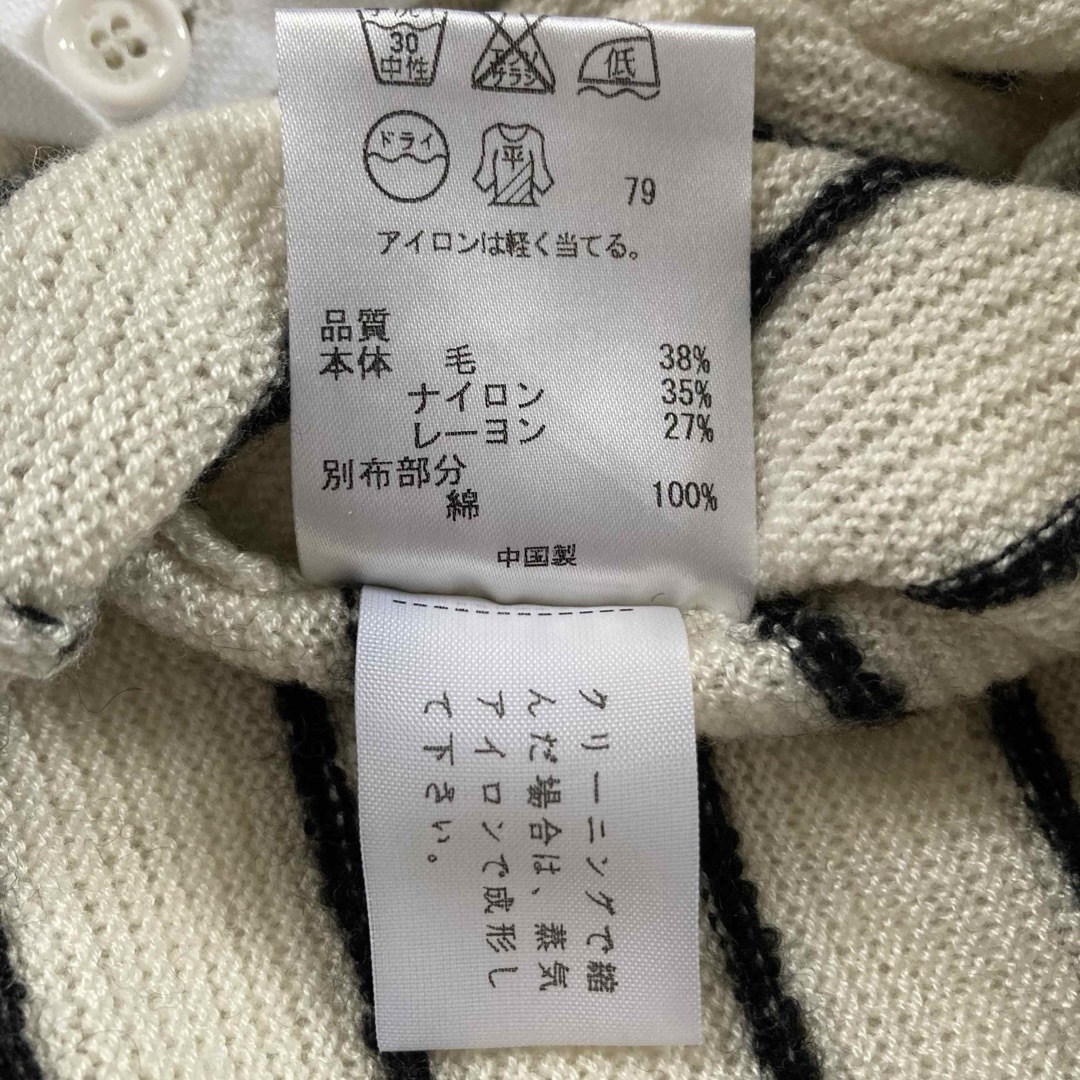 手洗イ
30
中性
エンソ
サラシ
低
ドライ
平
79
アイロンは軽く当てる。
品質
本体 毛 38%
ナイロン 35%
レーヨン 27%
別布部分
綿 100%
中国製
クリーニングで縮
んだ場合は、蒸気
アイロンで成形し
て下さい。